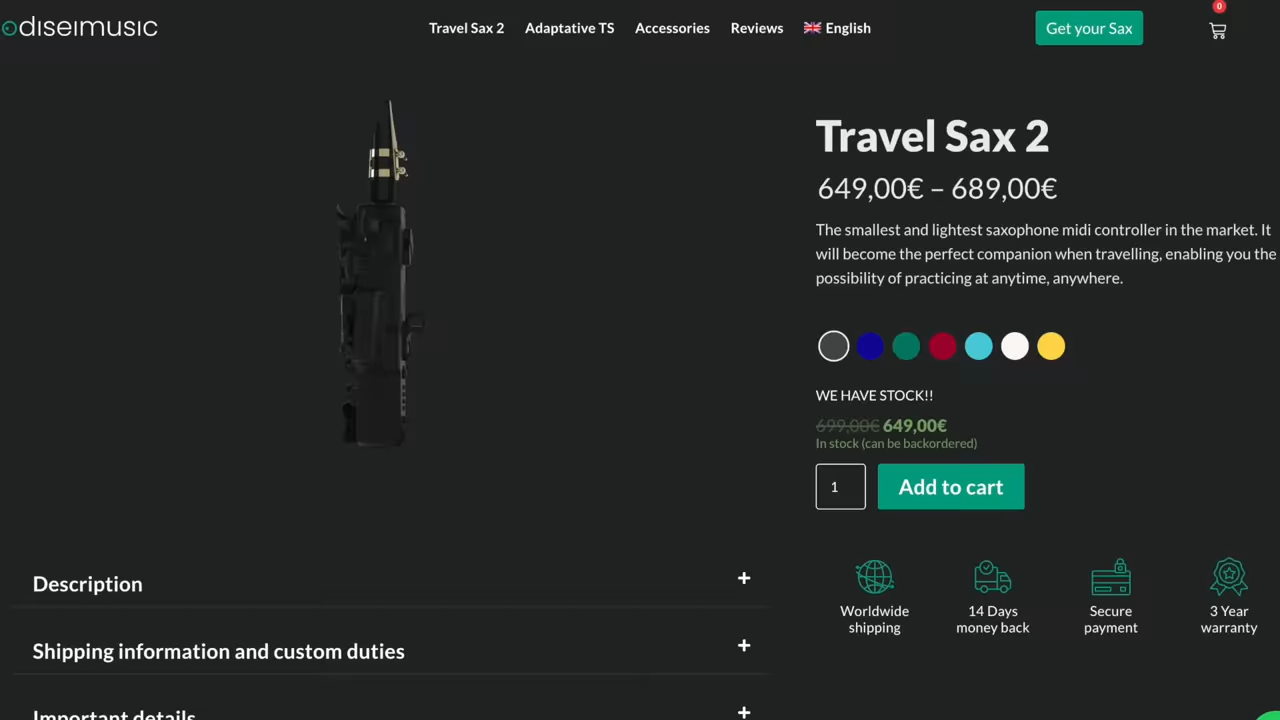 odiseimusic
Travel Sax 2
Adaptative TS
Accessories
Reviews
English
Get your Sax
0
Travel Sax 2
649,00€ – 689,00€
The smallest and lightest saxophone midi controller in the market. It
will become the perfect companion when travelling, enabling you the
possibility of practicing at anytime, anywhere.
WE HAVE STOCK!!
699,00€ 649,00€
In stock (can be backordered)
1
Add to cart
Description
+
Shipping information and custom duties
+
Important details
+
Worldwide
shipping
14 Days
money back
Secure
payment
3 Year
warranty